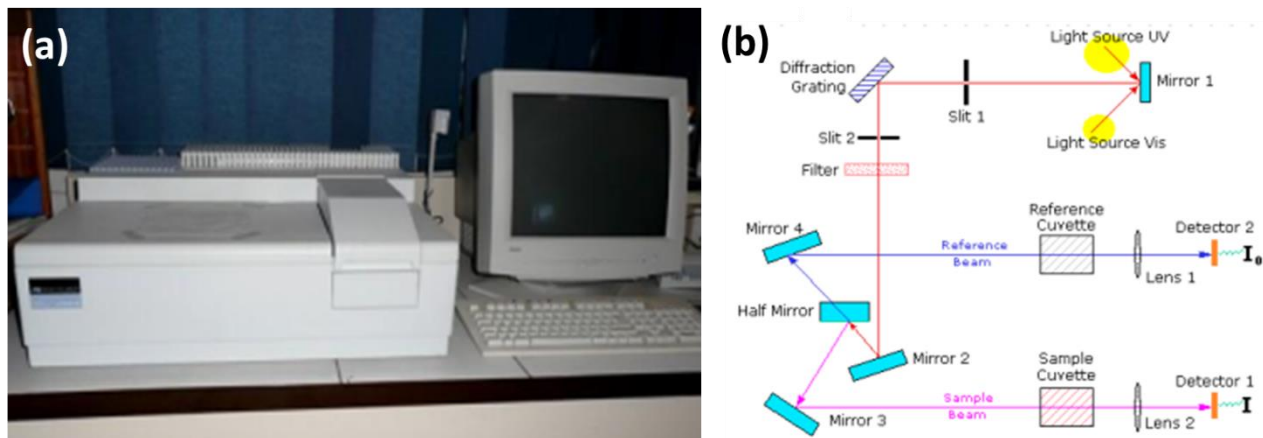 (a)
(b)
Light Source UV
Diffraction
Grating
Mirror 1
Slit 1
Light Source Vis
Slit 2
Filter
Mirror 4
Reference
Cuvette
Detector 2
Reference
Beam
I₀
Lens 1
Half Mirror
Mirror 2
Sample
Cuvette
Detector 1
Sample
Beam
I
Mirror 3
Lens 2